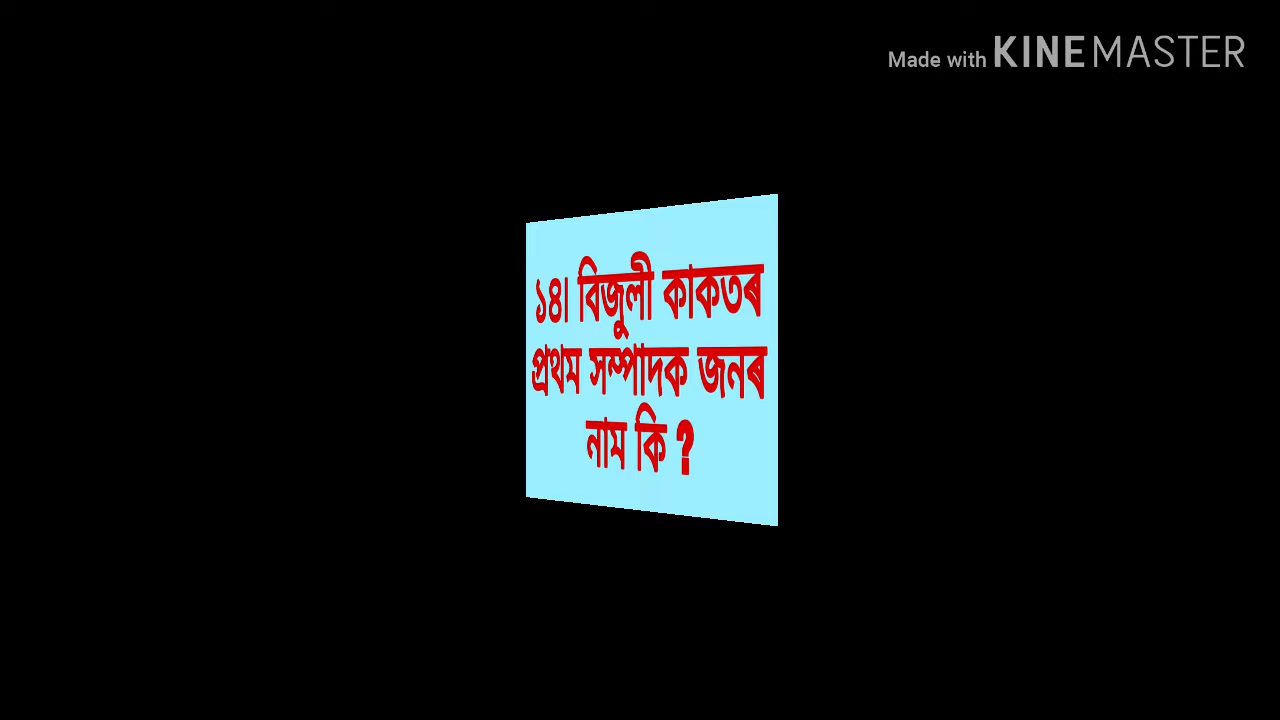 Made with KINEMASTER
১৪। বিজুলী কাকতৰ
প্ৰথম সম্পাদক জনৰ
নাম কি ?